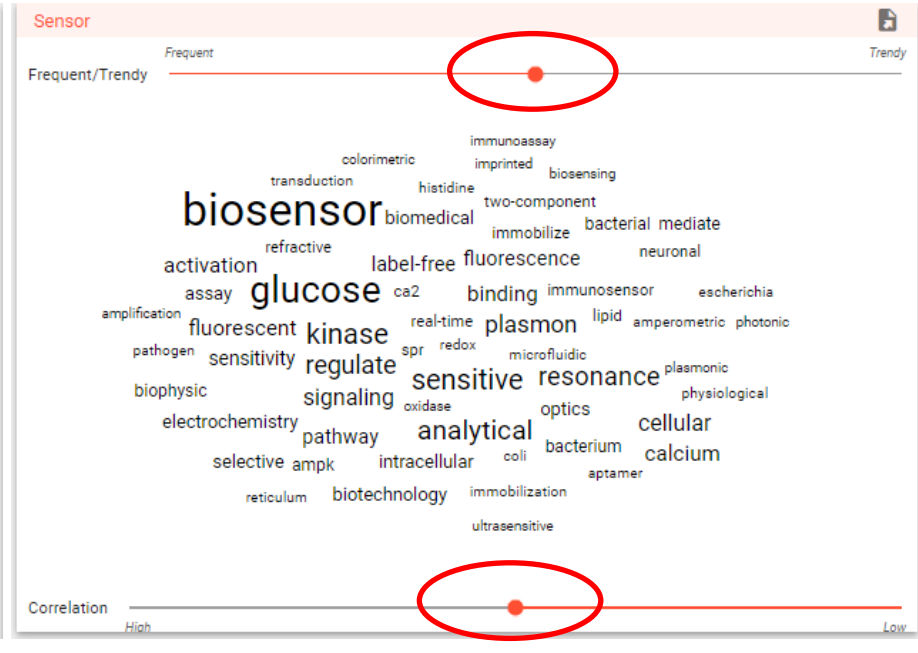 Sensor
Frequent
Trendy
Frequent/Trendy
immunoassay
colorimetric
imprinted
biosensing
transduction
histidine
two-component
biosensor
biomedical
bacterial
mediate
immobilize
refractive
neuronal
activation
label-free
fluorescence
assay
glucose
ca2
binding
immunosensor
escherichia
amplification
fluorescent
kinase
real-time
plasmon
lipid
amperometric
photonic
pathogen
sensitivity
regulate
spr
redox
microfluidic
plasmonic
biophysic
signaling
sensitive
resonance
physiological
oxidase
optics
electrochemistry
pathway
analytical
cellular
bacterium
calcium
selective
ampk
intracellular
coli
aptamer
reticulum
biotechnology
immobilization
ultrasensitive
Correlation
High
Low